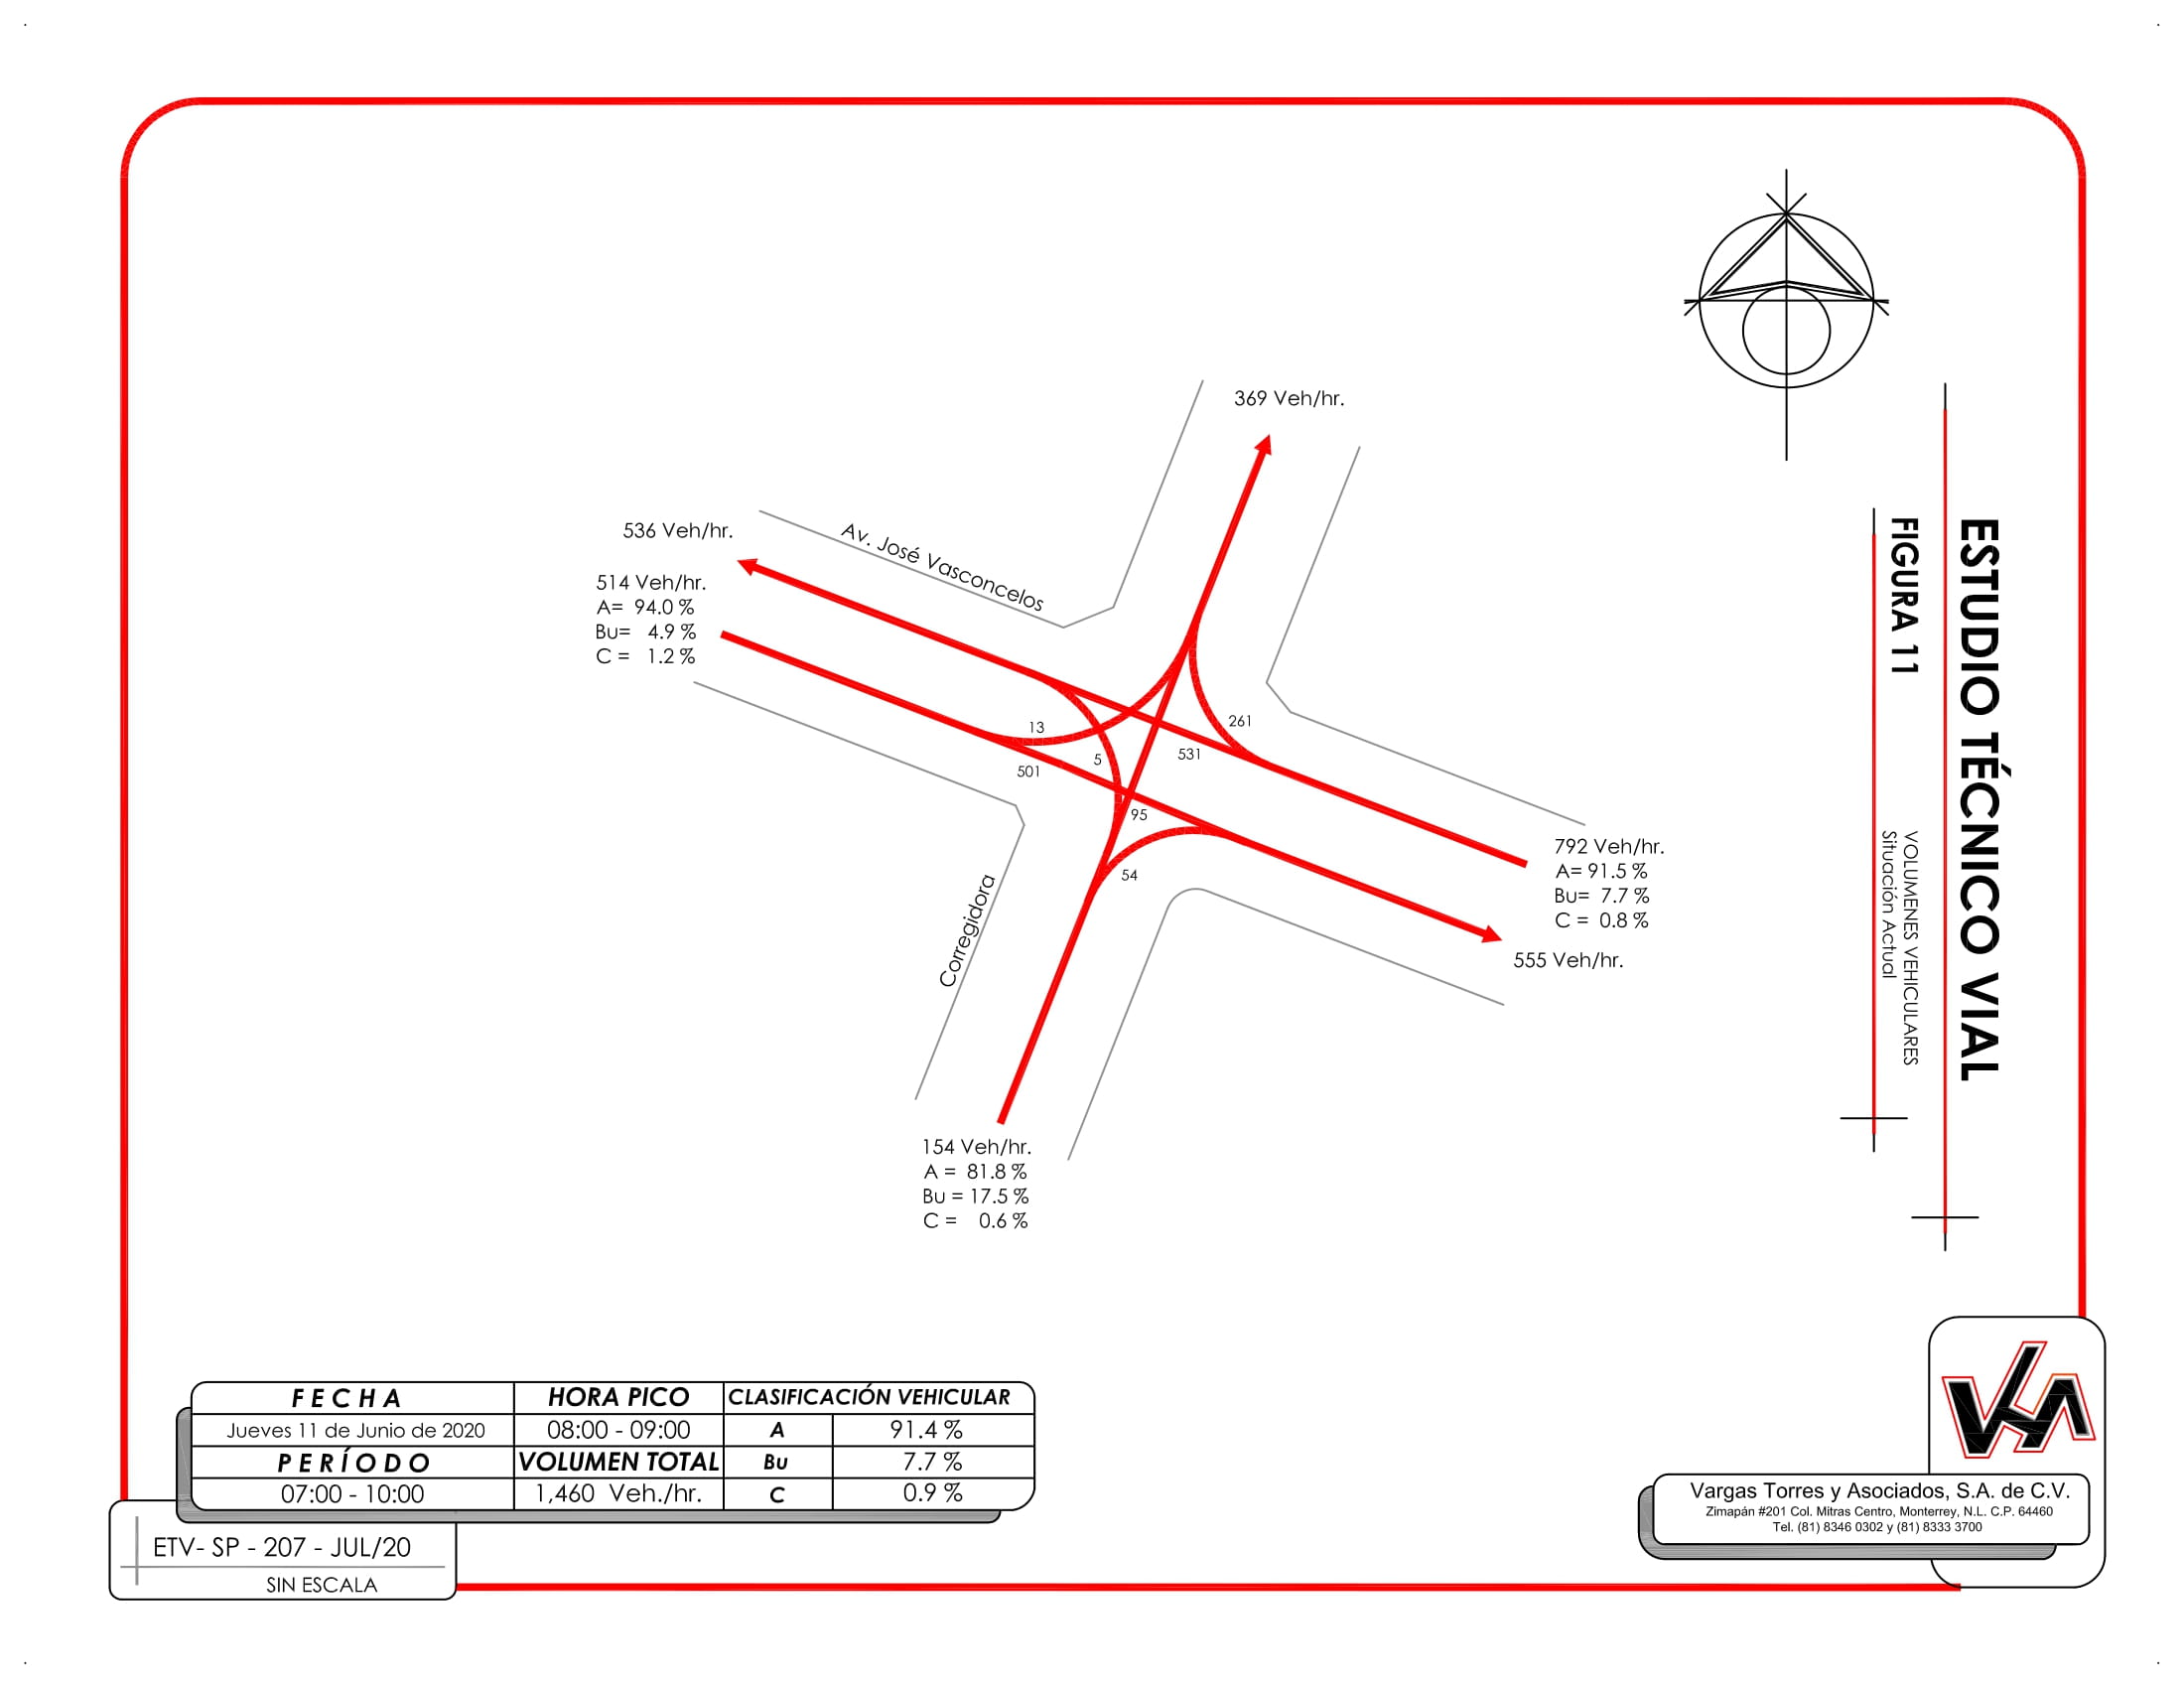 369 Veh/hr.
536 Veh/hr.
Av. José Vasconcelos
514 Veh/hr.
A= 94.0 %
Bu= 4.9 %
C = 1.2 %
13
261
5
531
501
95
54
792 Veh/hr.
A= 91.5 %
Bu= 7.7 %
C = 0.8 %
555 Veh/hr.
Corregidora
154 Veh/hr.
A = 81.8 %
Bu = 17.5 %
C = 0.6 %
ESTUDIO TÉCNICO VIAL
FIGURA 11
VOLUMENES VEHICULARES
Situación Actual
FECHA HORA PICO CLASIFICACIÓN VEHICULAR
Jueves 11 de Junio de 2020 08:00 - 09:00 A 91.4 %
PERÍODO VOLUMEN TOTAL Bu 7.7 %
07:00 - 10:00 1,460 Veh./hr. C 0.9 %
ETV- SP - 207 - JUL/20
SIN ESCALA
Vargas Torres y Asociados, S.A. de C.V.
Zimapán #201 Col. Mitras Centro, Monterrey, N.L. C.P. 64460
Tel. (81) 8346 0302 y (81) 8333 3700